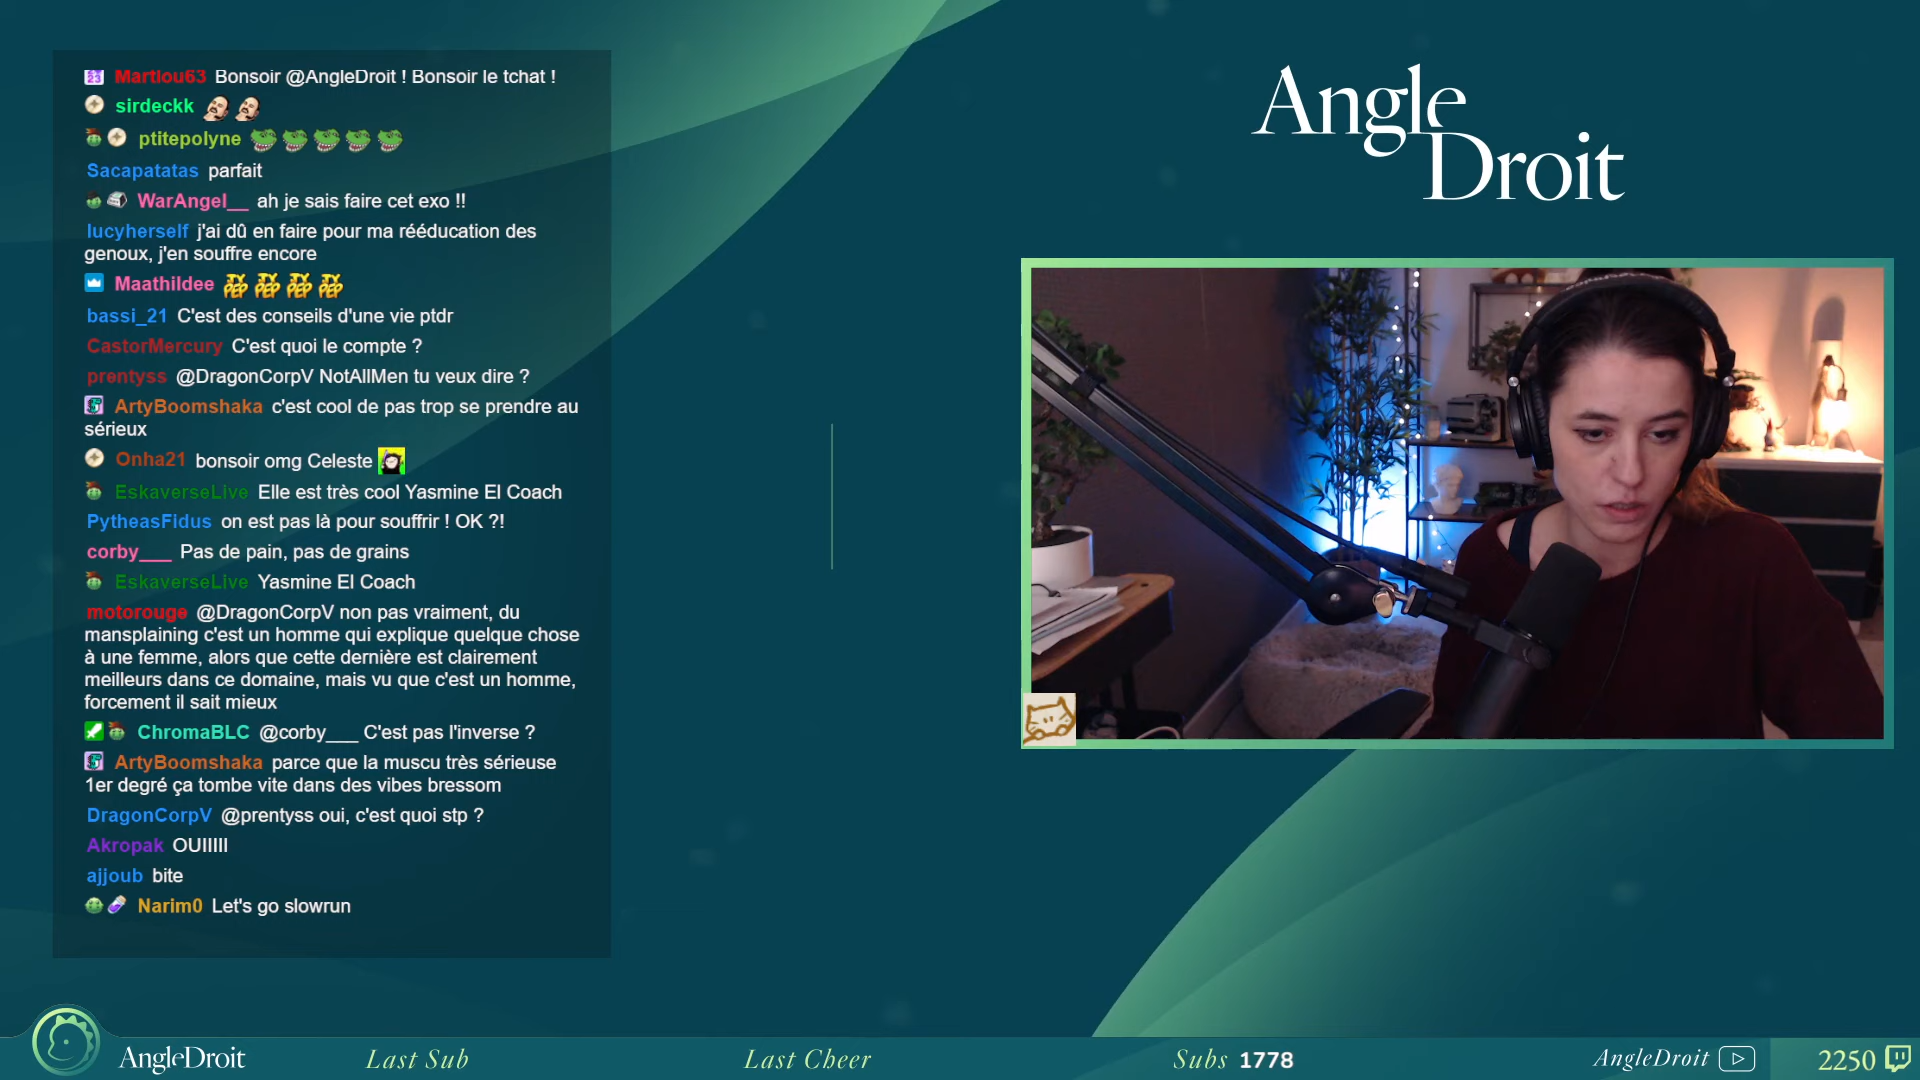 Martlou63 Bonsoir @AngleDroit ! Bonsoir le tchat !
sirdeckk
ptitepolyne
Sacapatatas parfait
WarAngel__ ah je sais faire cet exo !!
lucyherself j'ai dû en faire pour ma rééducation des
genoux, j'en souffre encore
Maathildee
bassi_21 C'est des conseils d'une vie ptdr
CastorMercury C'est quoi le compte ?
prentyss @DragonCorpV NotAllMen tu veux dire ?
ArtyBoomshaka c'est cool de pas trop se prendre au
sérieux
Onha21 bonsoir omg Celeste
EskaverseLive Elle est très cool Yasmine El Coach
PytheasFidus on est pas là pour souffrir ! OK ?!
corby___ Pas de pain, pas de grains
EskaverseLive Yasmine El Coach
motorouge @DragonCorpV non pas vraiment, du
mansplaining c'est un homme qui explique quelque chose
à une femme, alors que cette dernière est clairement
meilleurs dans ce domaine, mais vu que c'est un homme,
forcement il sait mieux
ChromaBLC @corby___ C'est pas l'inverse ?
ArtyBoomshaka parce que la muscu très sérieuse
1er degré ça tombe vite dans des vibes bressom
DragonCorpV @prentyss oui, c'est quoi stp ?
Akropak OUIIIII
ajjoub bite
Narim0 Let's go slowrun
Angle
Droit
AngleDroit
Last Sub
Last Cheer
Subs 1778
AngleDroit
2250